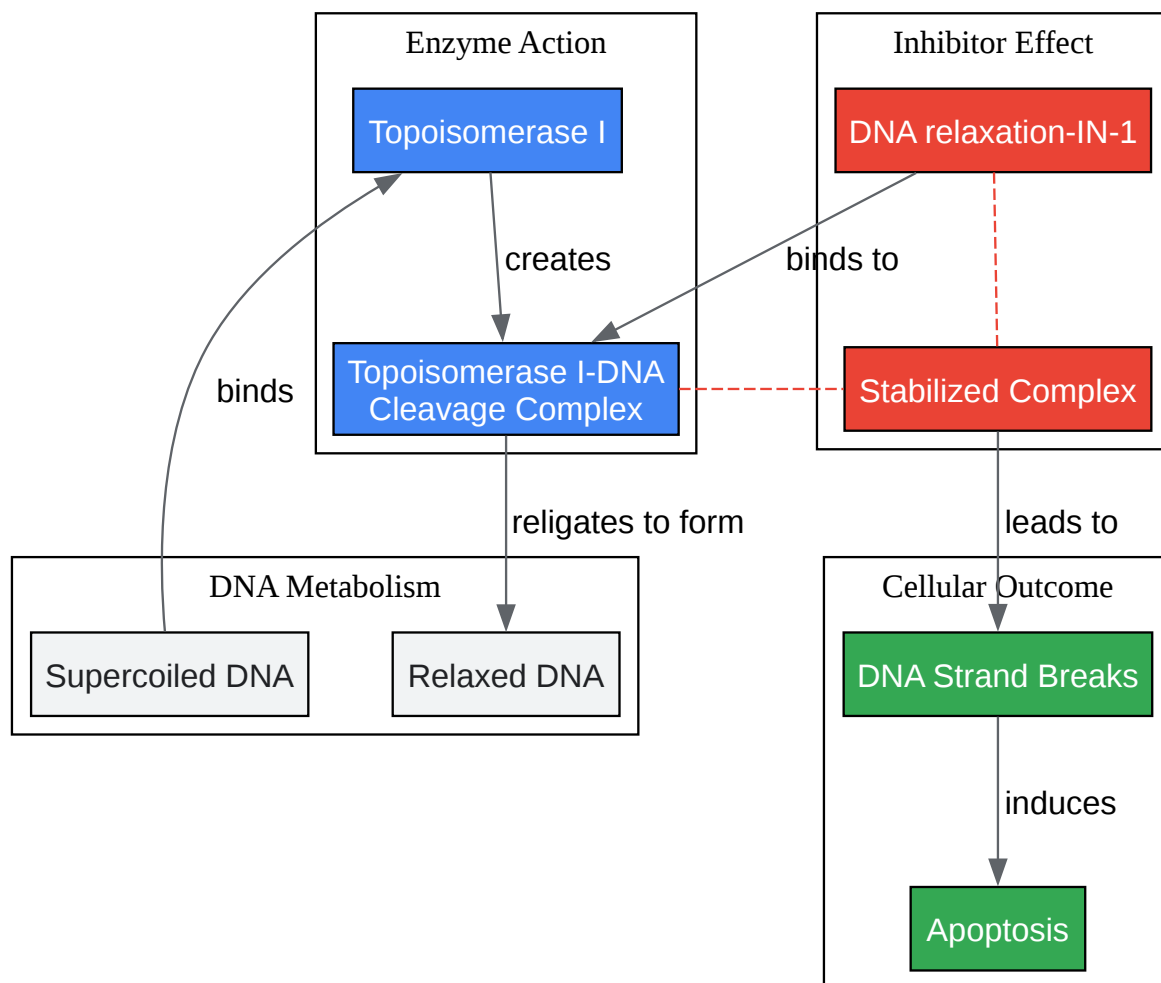 Enzyme Action
Inhibitor Effect
Topoisomerase I
DNA relaxation-IN-1
creates
binds to
binds
Topoisomerase I-DNA
Cleavage Complex
Stabilized Complex
religates to form
leads to
DNA Metabolism
Cellular Outcome
Supercoiled DNA
Relaxed DNA
DNA Strand Breaks
induces
Apoptosis